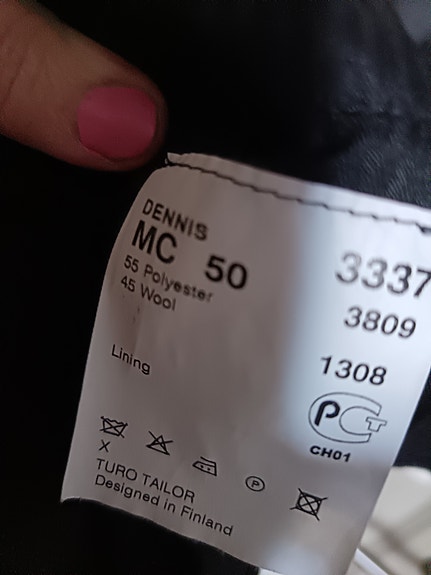 DENNIS
MC 50 3337
55 Polyester 3809
45 Wool
Lining 1308
PCT
CH01
P
X
TURO TAILOR
Designed in Finland